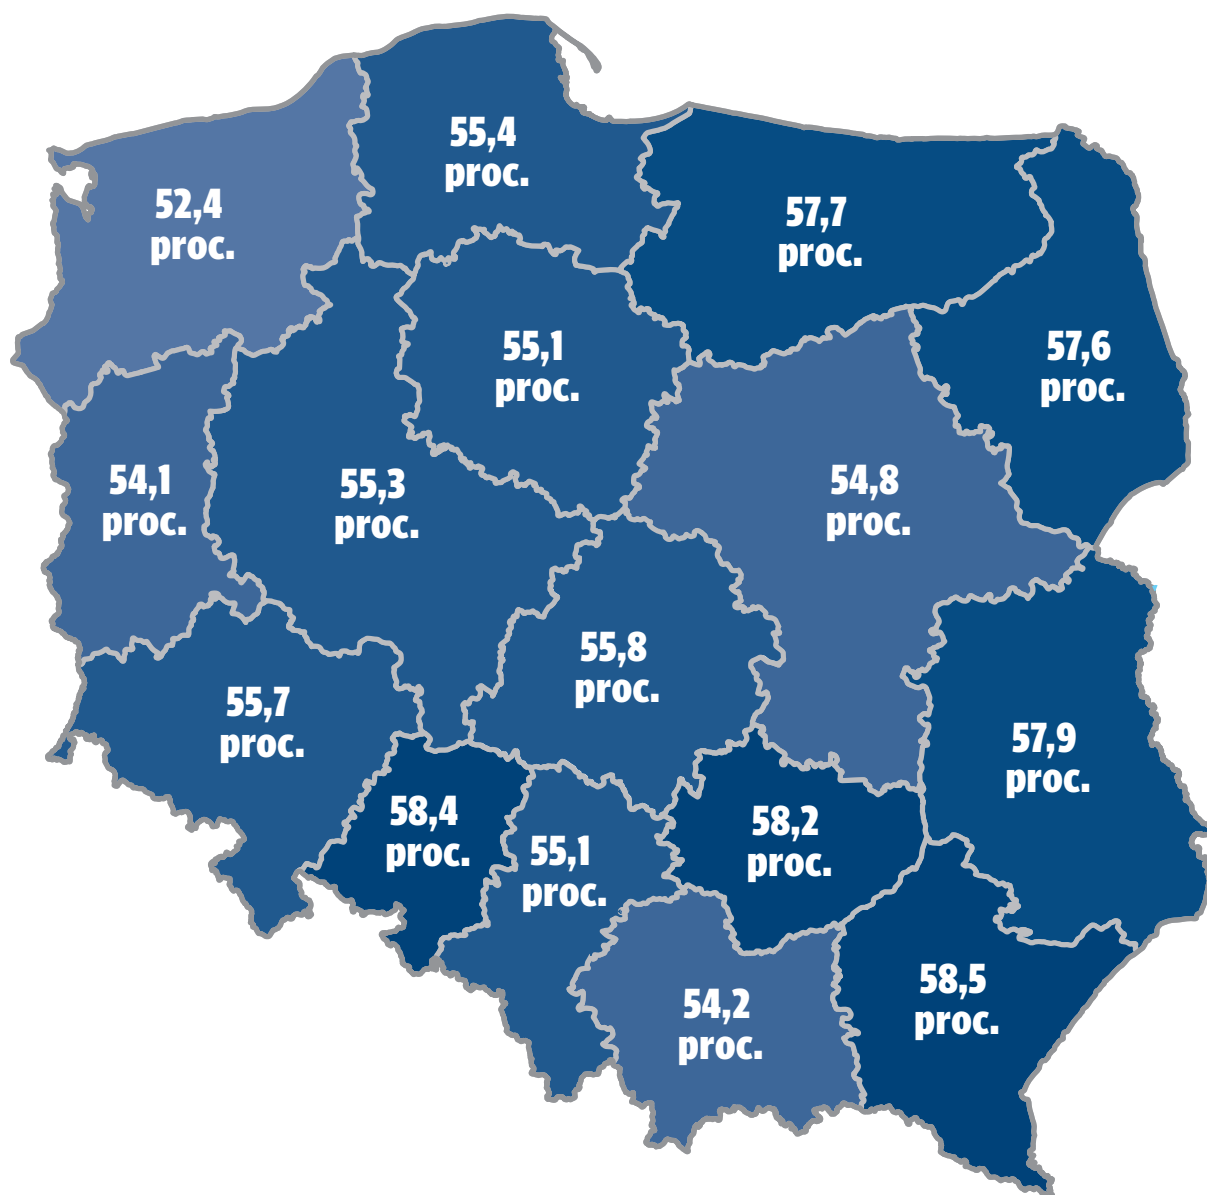 55,4
proc.
52,4
proc.
57,7
proc.
55,1
proc.
57,6
proc.
54,1
proc.
55,3
proc.
54,8
proc.
55,8
proc.
55,7
proc.
57,9
proc.
58,4
proc.
55,1
proc.
58,2
proc.
54,2
proc.
58,5
proc.